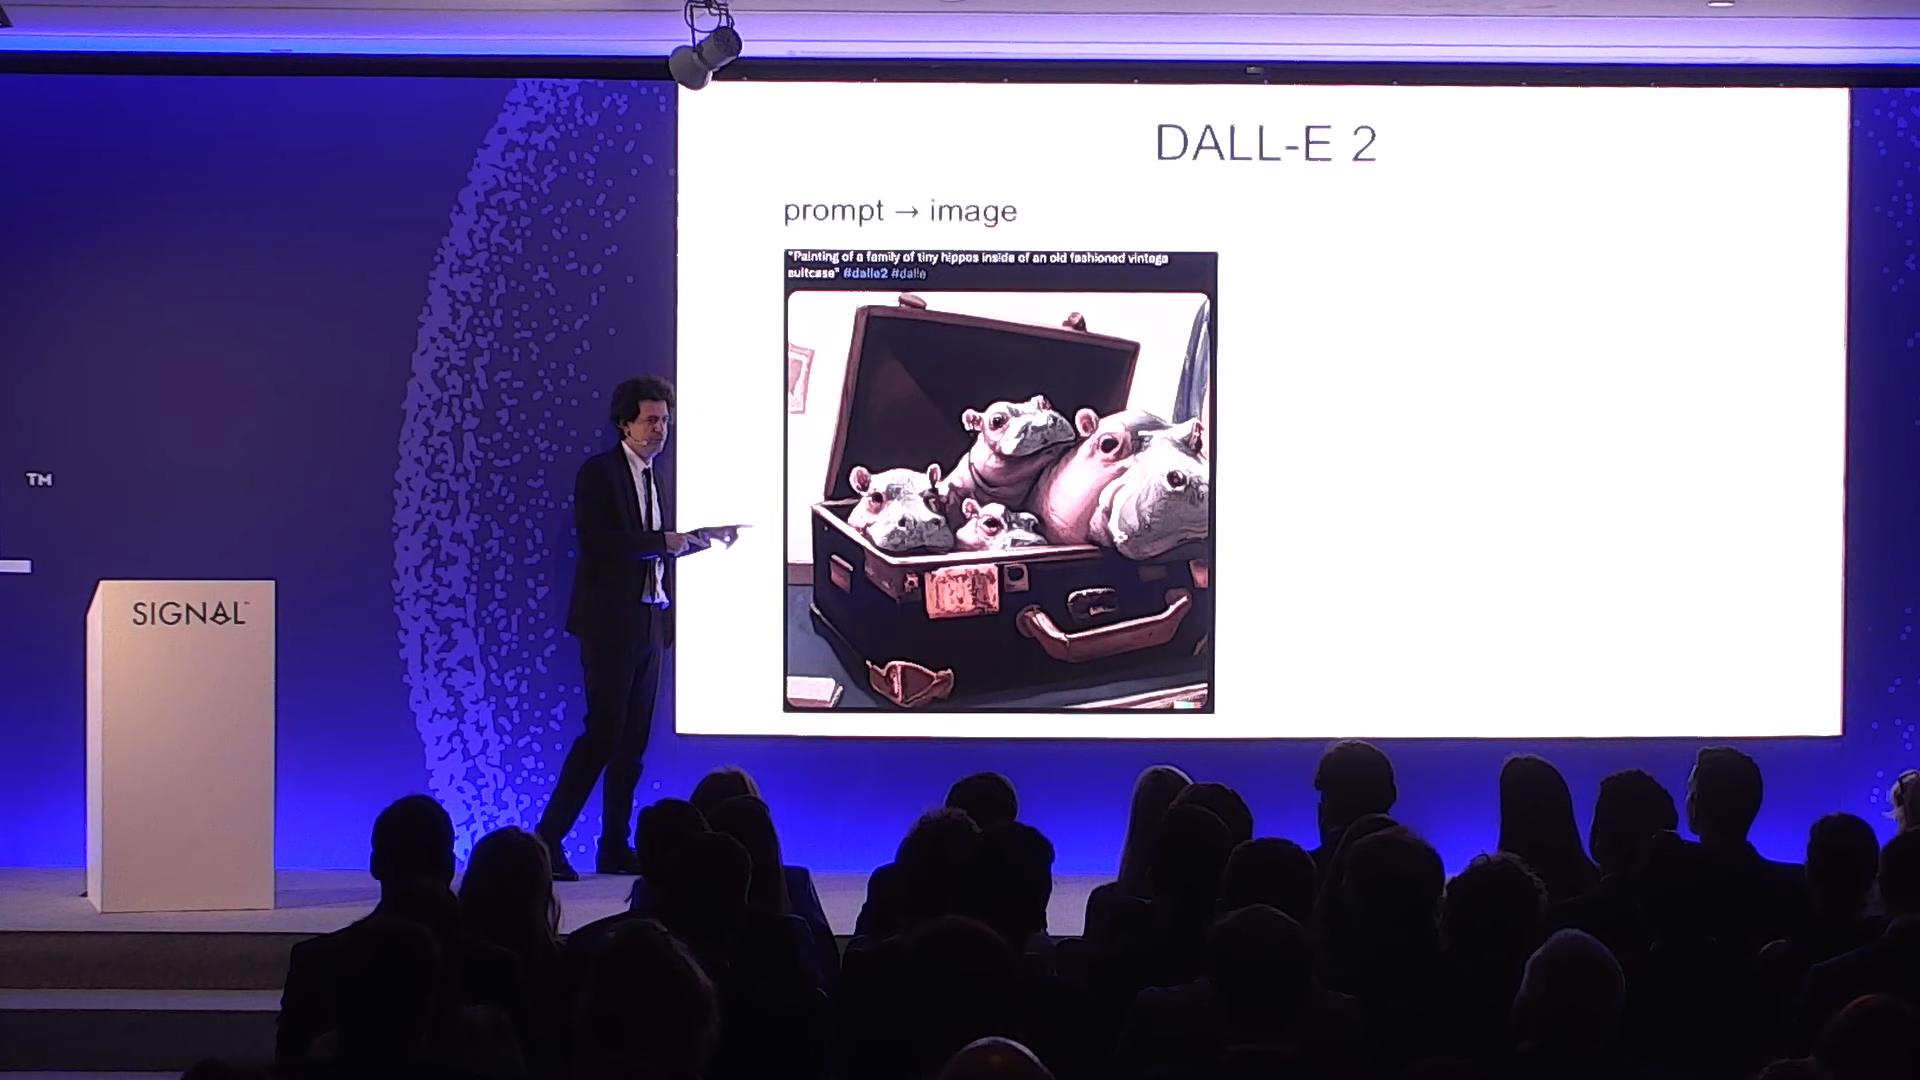 DALL-E 2
prompt → image
"Painting of a family of tiny hippos inside of an old fashioned vintage
suitcase" #dalle2 #dalle
TM
SIGNAL™